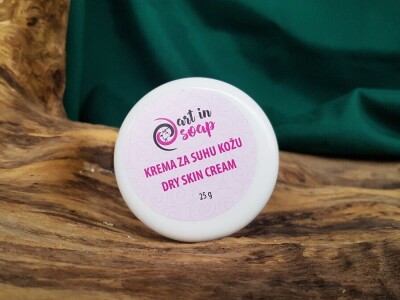 art in
soap
KREMA ZA SUHU KOŽU
DRY SKIN CREAM
25 g